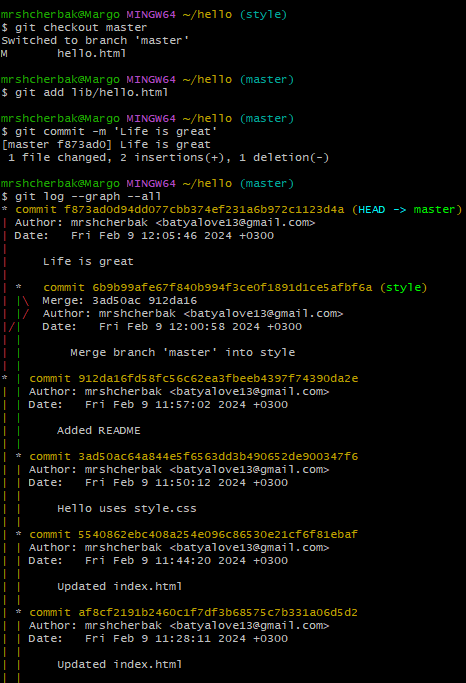 mrshcherbak@Margo MINGW64 ~/hello (style)
$ git checkout master
Switched to branch 'master'
M       hello.html

mrshcherbak@Margo MINGW64 ~/hello (master)
$ git add lib/hello.html

mrshcherbak@Margo MINGW64 ~/hello (master)
$ git commit -m 'Life is great'
[master f873ad0] Life is great
 1 file changed, 2 insertions(+), 1 deletion(-)

mrshcherbak@Margo MINGW64 ~/hello (master)
$ git log --graph --all
* commit f873ad0d94dd077cbb374ef231a6b972c1123d4a (HEAD -> master)
| Author: mrshcherbak <batyalove13@gmail.com>
| Date:   Fri Feb 9 12:05:46 2024 +0300
|
|     Life is great
|
| *   commit 6b9b99afe67f840b994f3ce0f1891d1ce5afbf6a (style)
| |\  Merge: 3ad50ac 912da16
| |/  Author: mrshcherbak <batyalove13@gmail.com>
|/|   Date:   Fri Feb 9 12:00:58 2024 +0300
| |
| |       Merge branch 'master' into style
| |
* | commit 912da16fd58fc56c62ea3fbeeb4397f74390da2e
| | Author: mrshcherbak <batyalove13@gmail.com>
| | Date:   Fri Feb 9 11:57:02 2024 +0300
| |
| |     Added README
| |
| * commit 3ad50ac64a844e5f6563dd3b490652de900347f6
| | Author: mrshcherbak <batyalove13@gmail.com>
| | Date:   Fri Feb 9 11:50:12 2024 +0300
| |
| |     Hello uses style.css
| |
| * commit 5540862ebc408a254e096c86530e21cf6f81ebaf
| | Author: mrshcherbak <batyalove13@gmail.com>
| | Date:   Fri Feb 9 11:44:20 2024 +0300
| |
| |     Updated index.html
| |
| * commit af8cf2191b2460c1f7df3b68575c7b331a06d5d2
| | Author: mrshcherbak <batyalove13@gmail.com>
| | Date:   Fri Feb 9 11:28:11 2024 +0300
| |
| |     Updated index.html
| |